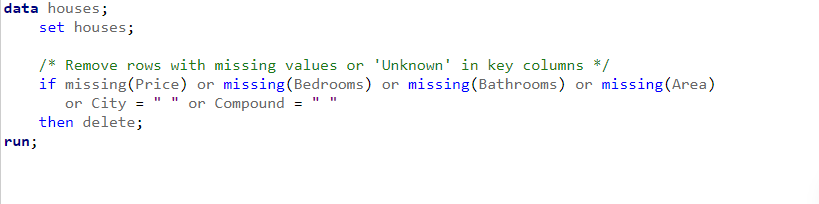 data houses;
    set houses;

    /* Remove rows with missing values or 'Unknown' in key columns */
    if missing(Price) or missing(Bedrooms) or missing(Bathrooms) or missing(Area)
       or City = " " or Compound = " "
    then delete;
run;